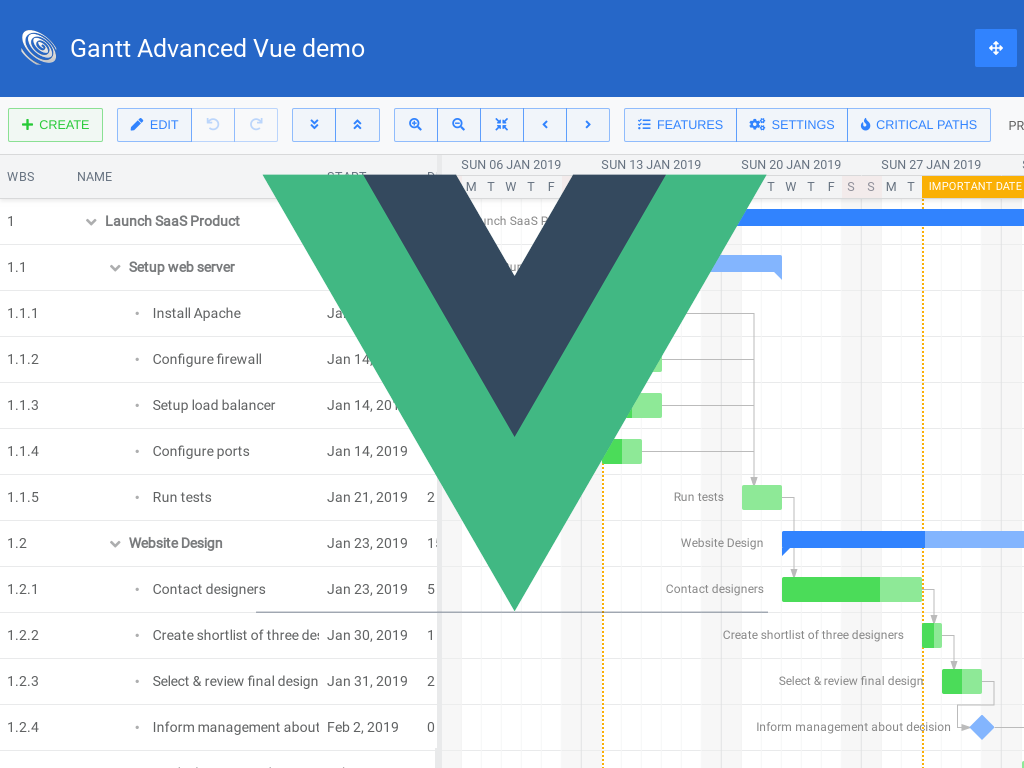 Gantt Advanced Vue demo
CREATE EDIT FEATURES SETTINGS CRITICAL PATHS PR
SUN 06 JAN 2019 SUN 13 JAN 2019 SUN 20 JAN 2019 SUN 27 JAN 2019 S
WBS NAME START D
M T W T F T W T F S S M T IMPORTANT DATE
1 Launch SaaS Product
1.1 Setup web server
1.1.1 Install Apache
1.1.2 Configure firewall Jan 14,
1.1.3 Setup load balancer Jan 14, 201
1.1.4 Configure ports Jan 14, 2019
1.1.5 Run tests Jan 21, 2019 2 Run tests
1.2 Website Design Jan 23, 2019 15 Website Design
1.2.1 Contact designers Jan 23, 2019 5 Contact designers
1.2.2 Create shortlist of three des Jan 30, 2019 1 Create shortlist of three designers
1.2.3 Select & review final design Jan 31, 2019 2 Select & review final design
1.2.4 Inform management about Feb 2, 2019 0 Inform management about decision